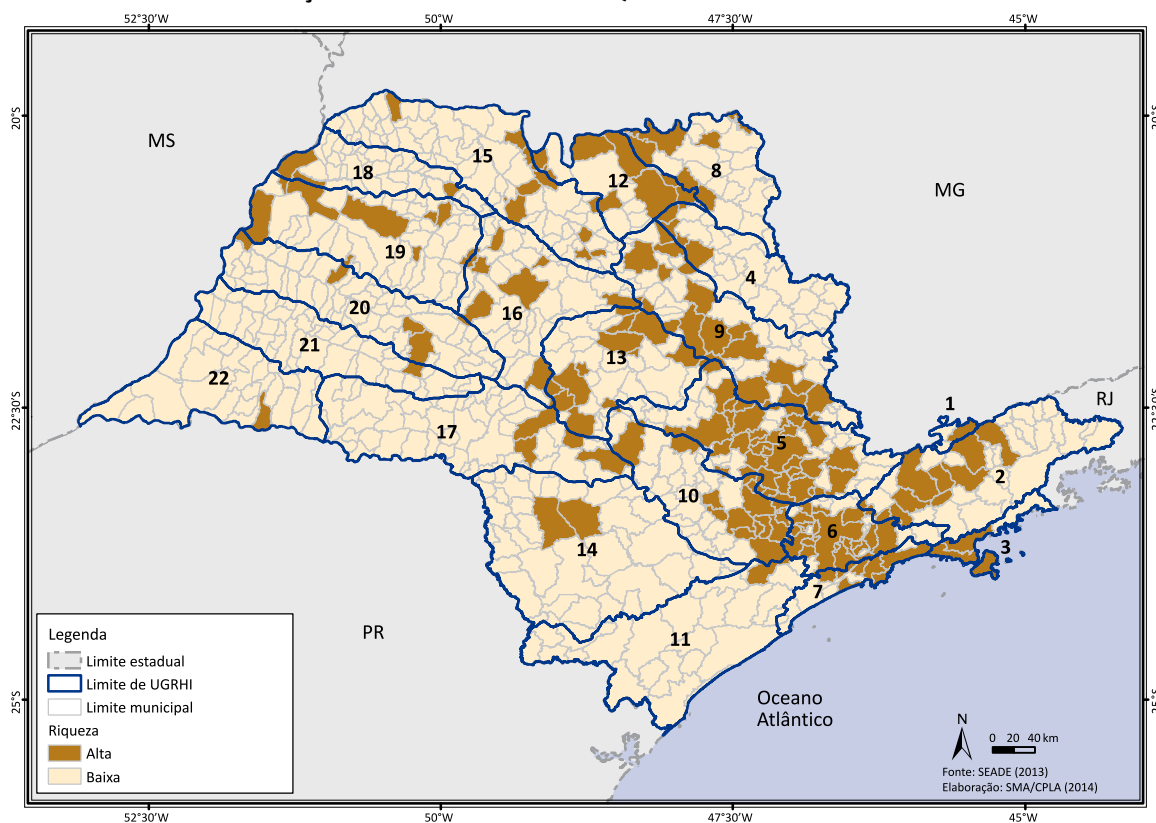 52°30'W 50°W 47°30'W 45°W
20°S
MS
15
8
18
12
MG
19
4
20
16
9
21
13
22
1
RJ
22°30'S
17
5
2
10
6
14
3
7
PR
11
Legenda
Limite estadual
Limite de UGRHI
Limite municipal
Riqueza
Alta
Baixa
25°S
Oceano
Atlântico
N
0 20 40 km
Fonte: SEADE (2013)
Elaboração: SMA/CPLA (2014)
52°30'W 50°W 47°30'W 45°W